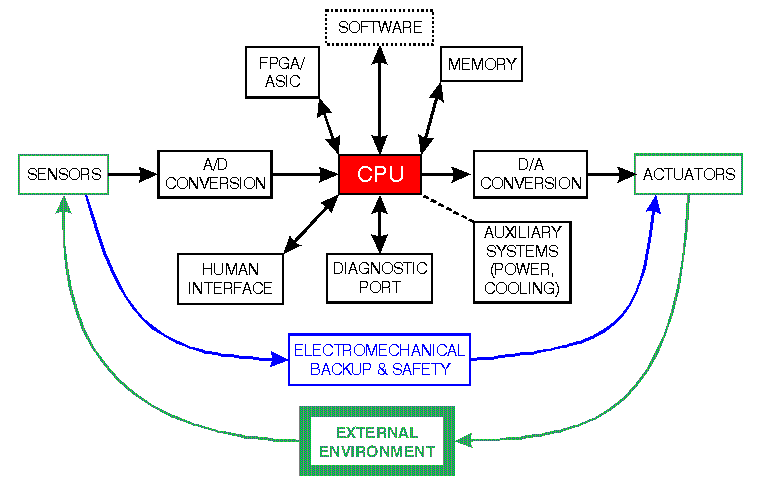 SOFTWARE
FPGA/
ASIC
MEMORY
SENSORS
A/D
CONVERSION
CPU
D/A
CONVERSION
ACTUATORS
HUMAN
INTERFACE
DIAGNOSTIC
PORT
AUXILIARY
SYSTEMS
(POWER,
COOLING)
ELECTROMECHANICAL
BACKUP & SAFETY
EXTERNAL
ENVIRONMENT